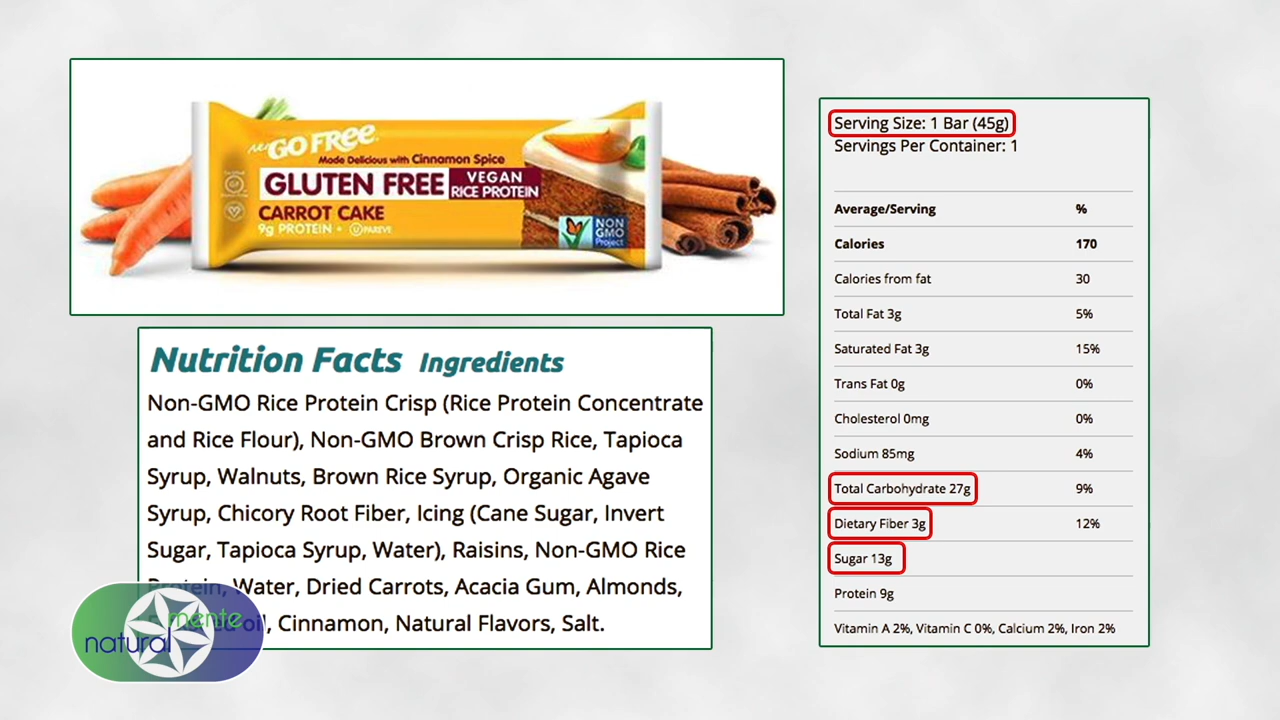 GO FREE
Made Delicious with Cinnamon Spice
GLUTEN FREE
VEGAN
RICE PROTEIN
CARROT CAKE
9g PROTEIN • U PAREVE
NON
GMO
Project
Nutrition Facts Ingredients
Non-GMO Rice Protein Crisp (Rice Protein Concentrate
and Rice Flour), Non-GMO Brown Crisp Rice, Tapioca
Syrup, Walnuts, Brown Rice Syrup, Organic Agave
Syrup, Chicory Root Fiber, Icing (Cane Sugar, Invert
Sugar, Tapioca Syrup, Water), Raisins, Non-GMO Rice
Protein, Water, Dried Carrots, Acacia Gum, Almonds,
oil, Cinnamon, Natural Flavors, Salt.
naturalmente
Serving Size: 1 Bar (45g)
Servings Per Container: 1
Average/Serving %
Calories 170
Calories from fat 30
Total Fat 3g 5%
Saturated Fat 3g 15%
Trans Fat 0g 0%
Cholesterol 0mg 0%
Sodium 85mg 4%
Total Carbohydrate 27g 9%
Dietary Fiber 3g 12%
Sugar 13g
Protein 9g
Vitamin A 2%, Vitamin C 0%, Calcium 2%, Iron 2%